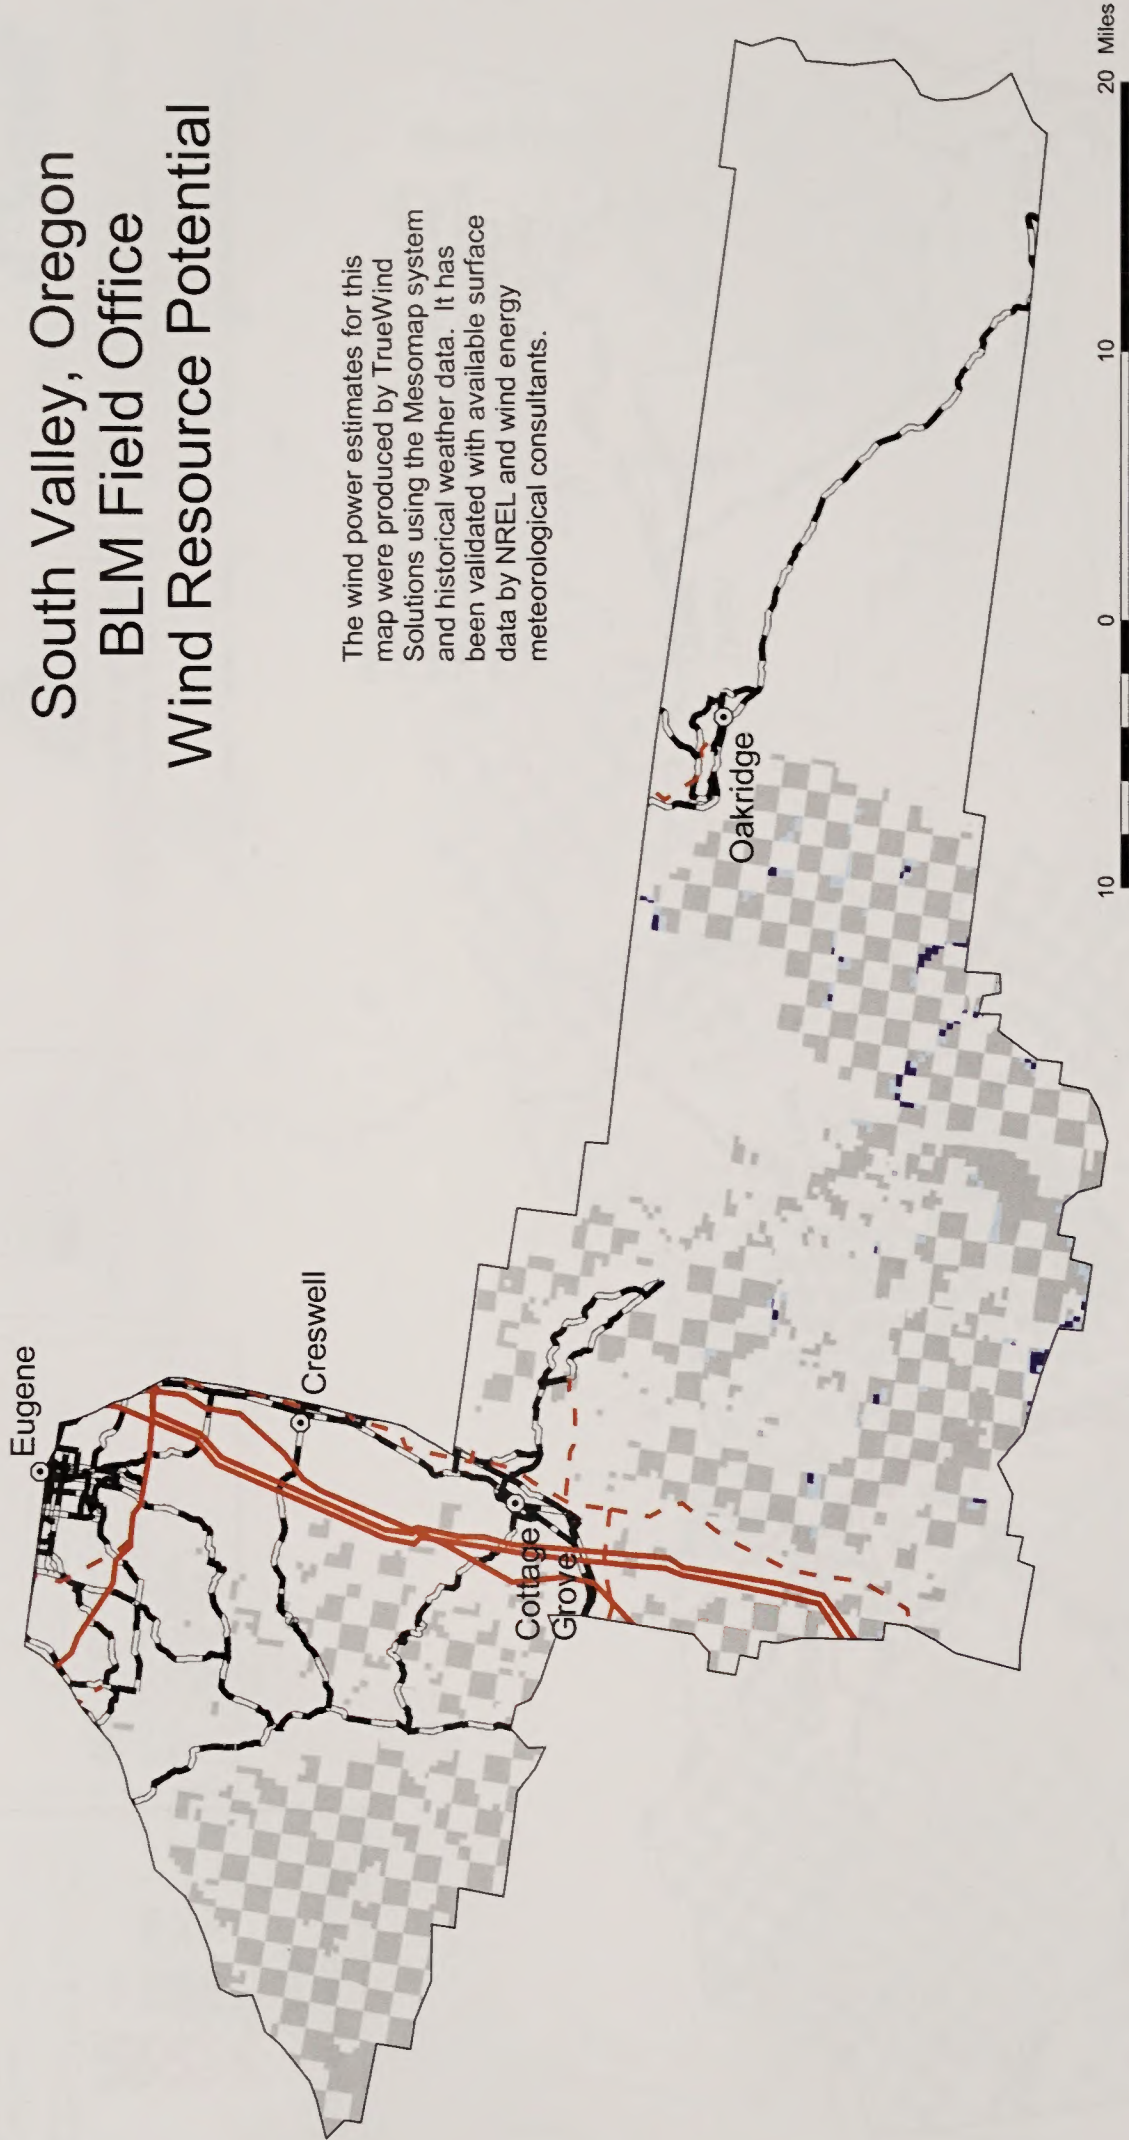 South Valley, Oregon
BLM Field Office
Wind Resource Potential
The wind power estimates for this
map were produced by TrueWind
Solutions using the Mesomap system
and historical weather data.  It has
been validated with available surface
data by NREL and wind energy
meteorological consultants.
Eugene
Creswell
Cottage
Grove
Oakridge
10 0 10 20 Miles